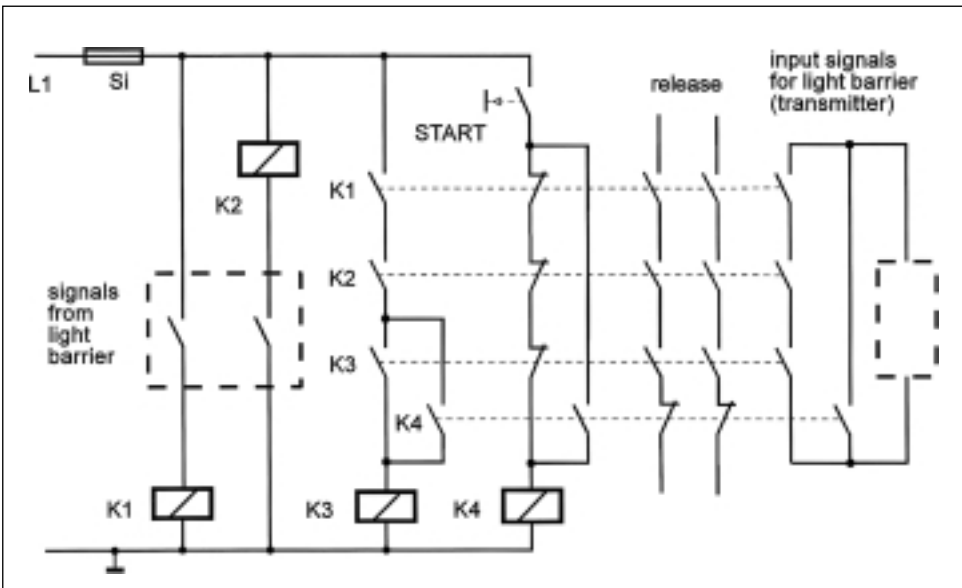 L1
Si
START
K2
K1
K2
K3
K4
signals
from
light
barrier
K1
K3
K4
release
input signals
for light barrier
(transmitter)